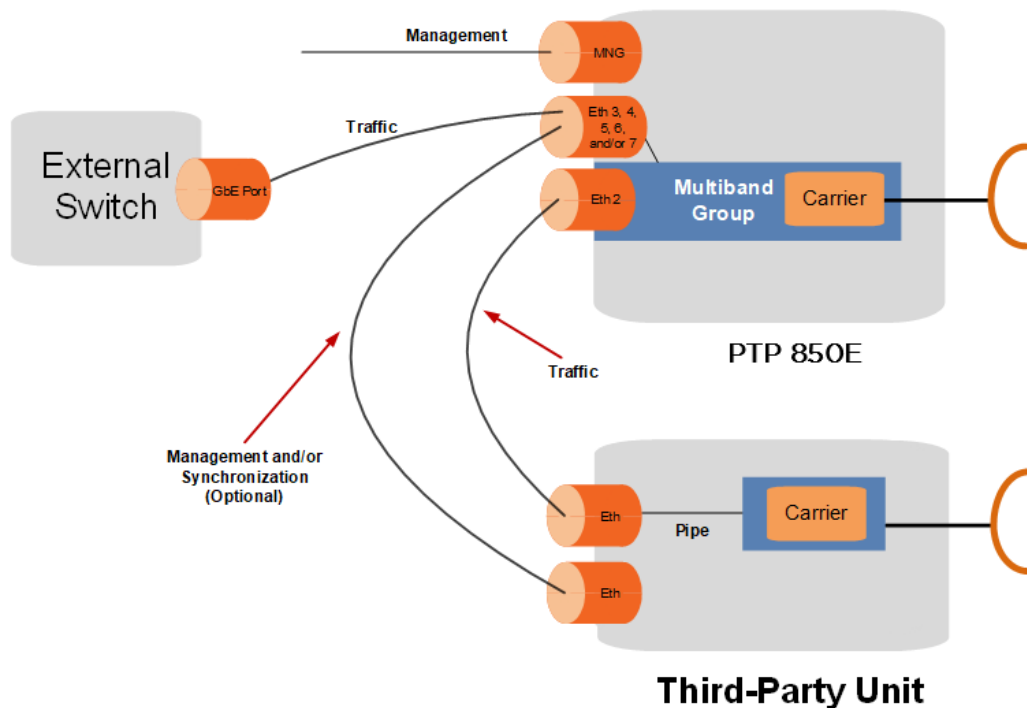 Management
MNG
Eth 3, 4,
5, 6,
and/or 7
Traffic
External
Switch
GbE Port
Eth 2
Multiband
Group
Carrier
PTP 850E
Traffic
Management and/or
Synchronization
(Optional)
Eth
Pipe
Carrier
Eth
Third-Party Unit